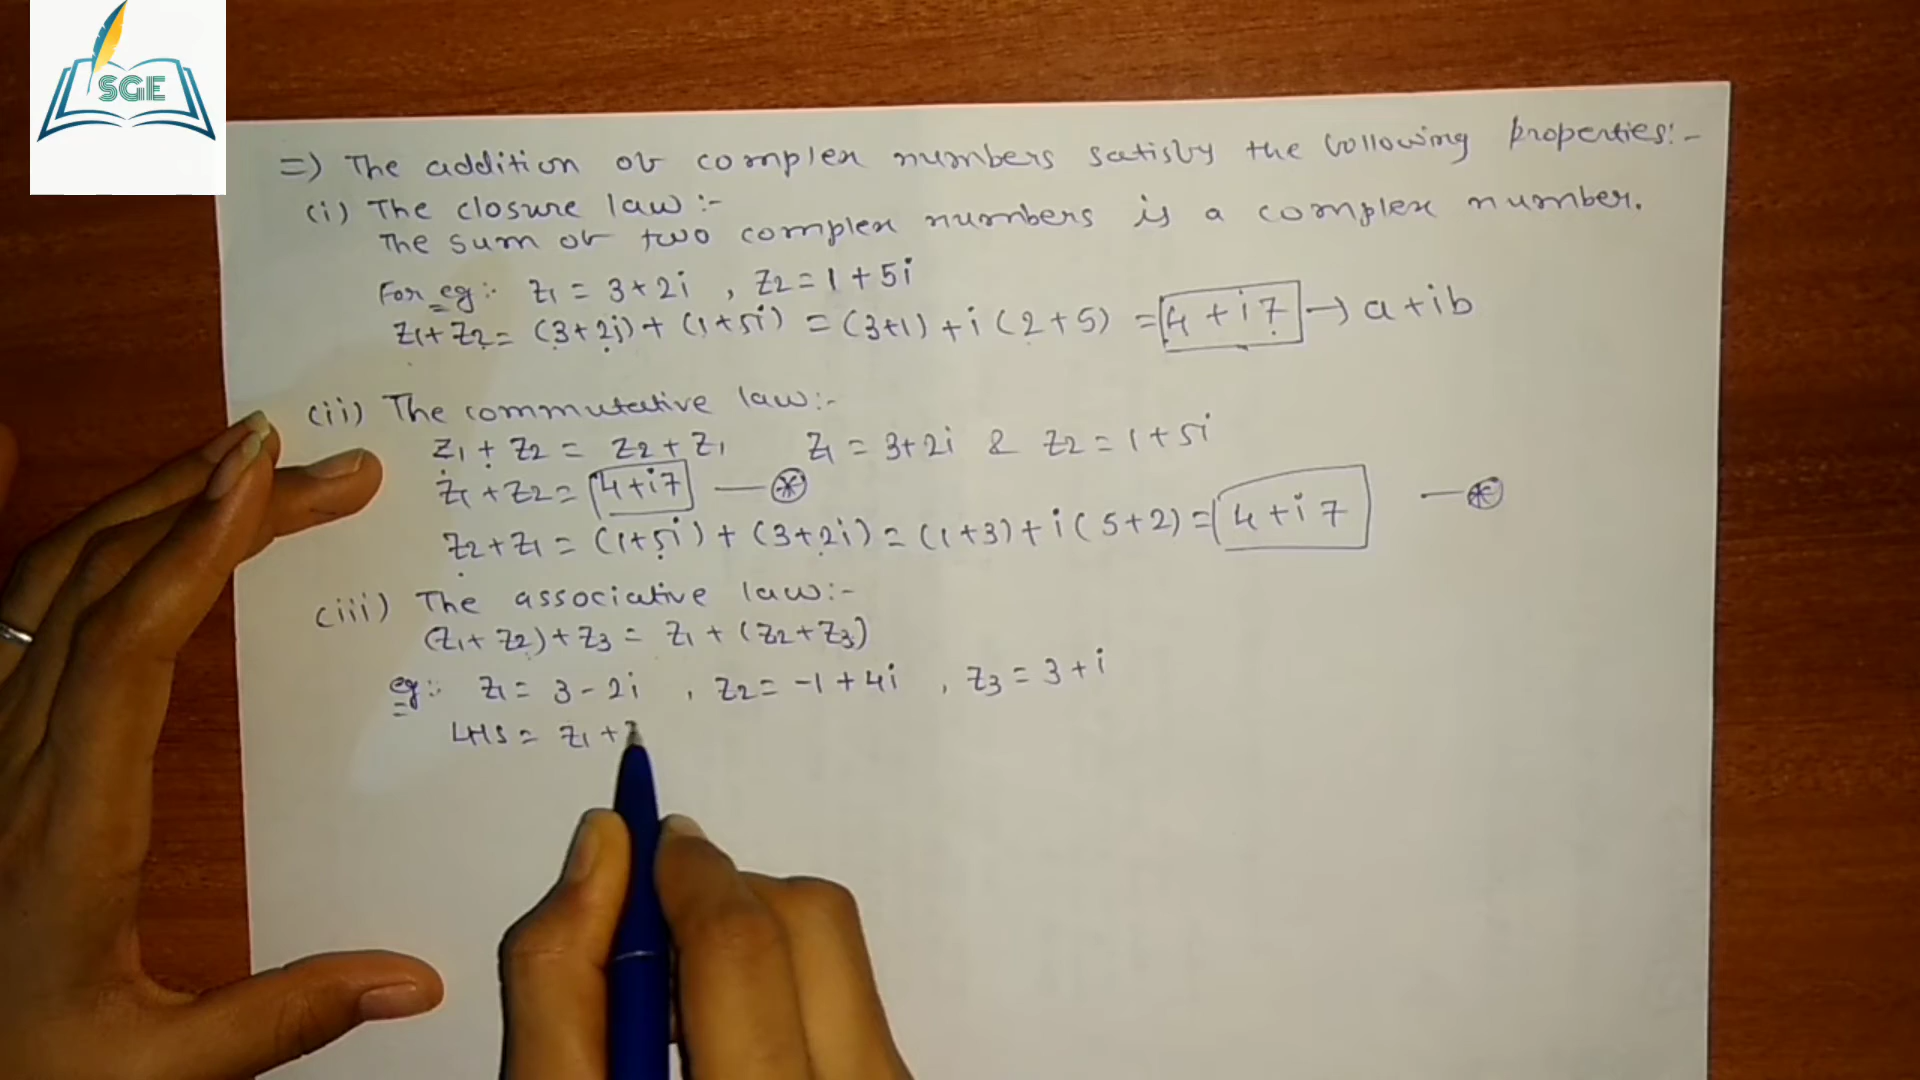 SGE
=) The addition of complex numbers satisfy the following properties:-
(i) The closure law :-
The sum of two complex numbers is a complex number.
For eg:- z1 = 3+2i , z2 = 1+5i
z1+z2 = (3+2i)+(1+5i) = (3+1)+i(2+5) = 4+i7 → a+ib
(ii) The commutative law:-
z1+z2 = z2+z1 z1 = 3+2i & z2 = 1+5i
z1+z2 = 4+i7 — ⊛
z2+z1 = (1+5i)+(3+2i) = (1+3)+i(5+2) = 4+i7 — ⊛
(iii) The associative law:-
(z1+z2)+z3 = z1+(z2+z3)
eg:- z1 = 3-2i , z2 = -1+4i , z3 = 3+i
LHS = z1+